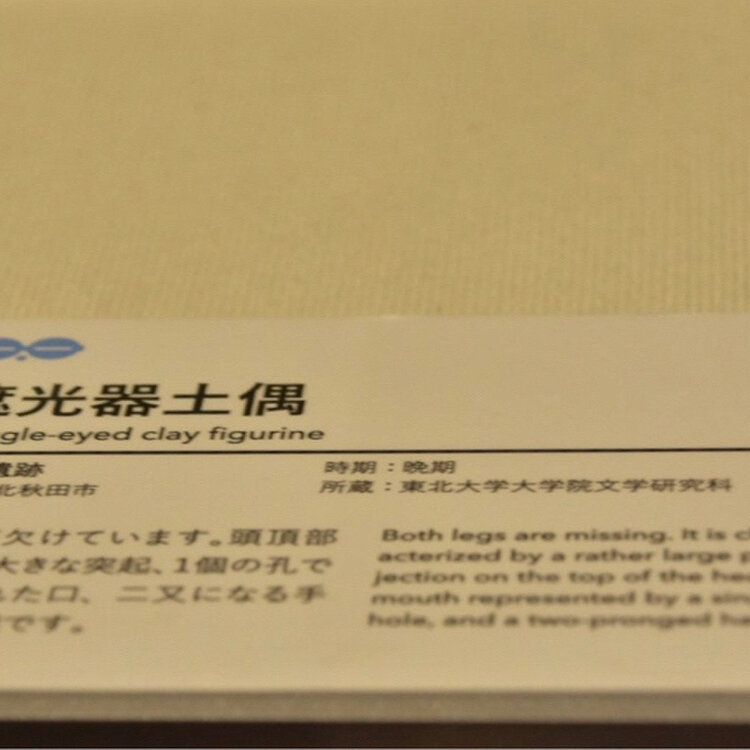 光器土偶
gle-eyed clay figurine
遺跡
北秋田市
時期：晩期
所蔵：東北大学大学院文学研究科
欠けています。頭頂部
大きな突起、1個の孔で
れた口、二又になる手
です。
Both legs are missing. It is c
acterized by a rather large p
jection on the top of the he
mouth represented by a sin
hole, and a two-pronged ha